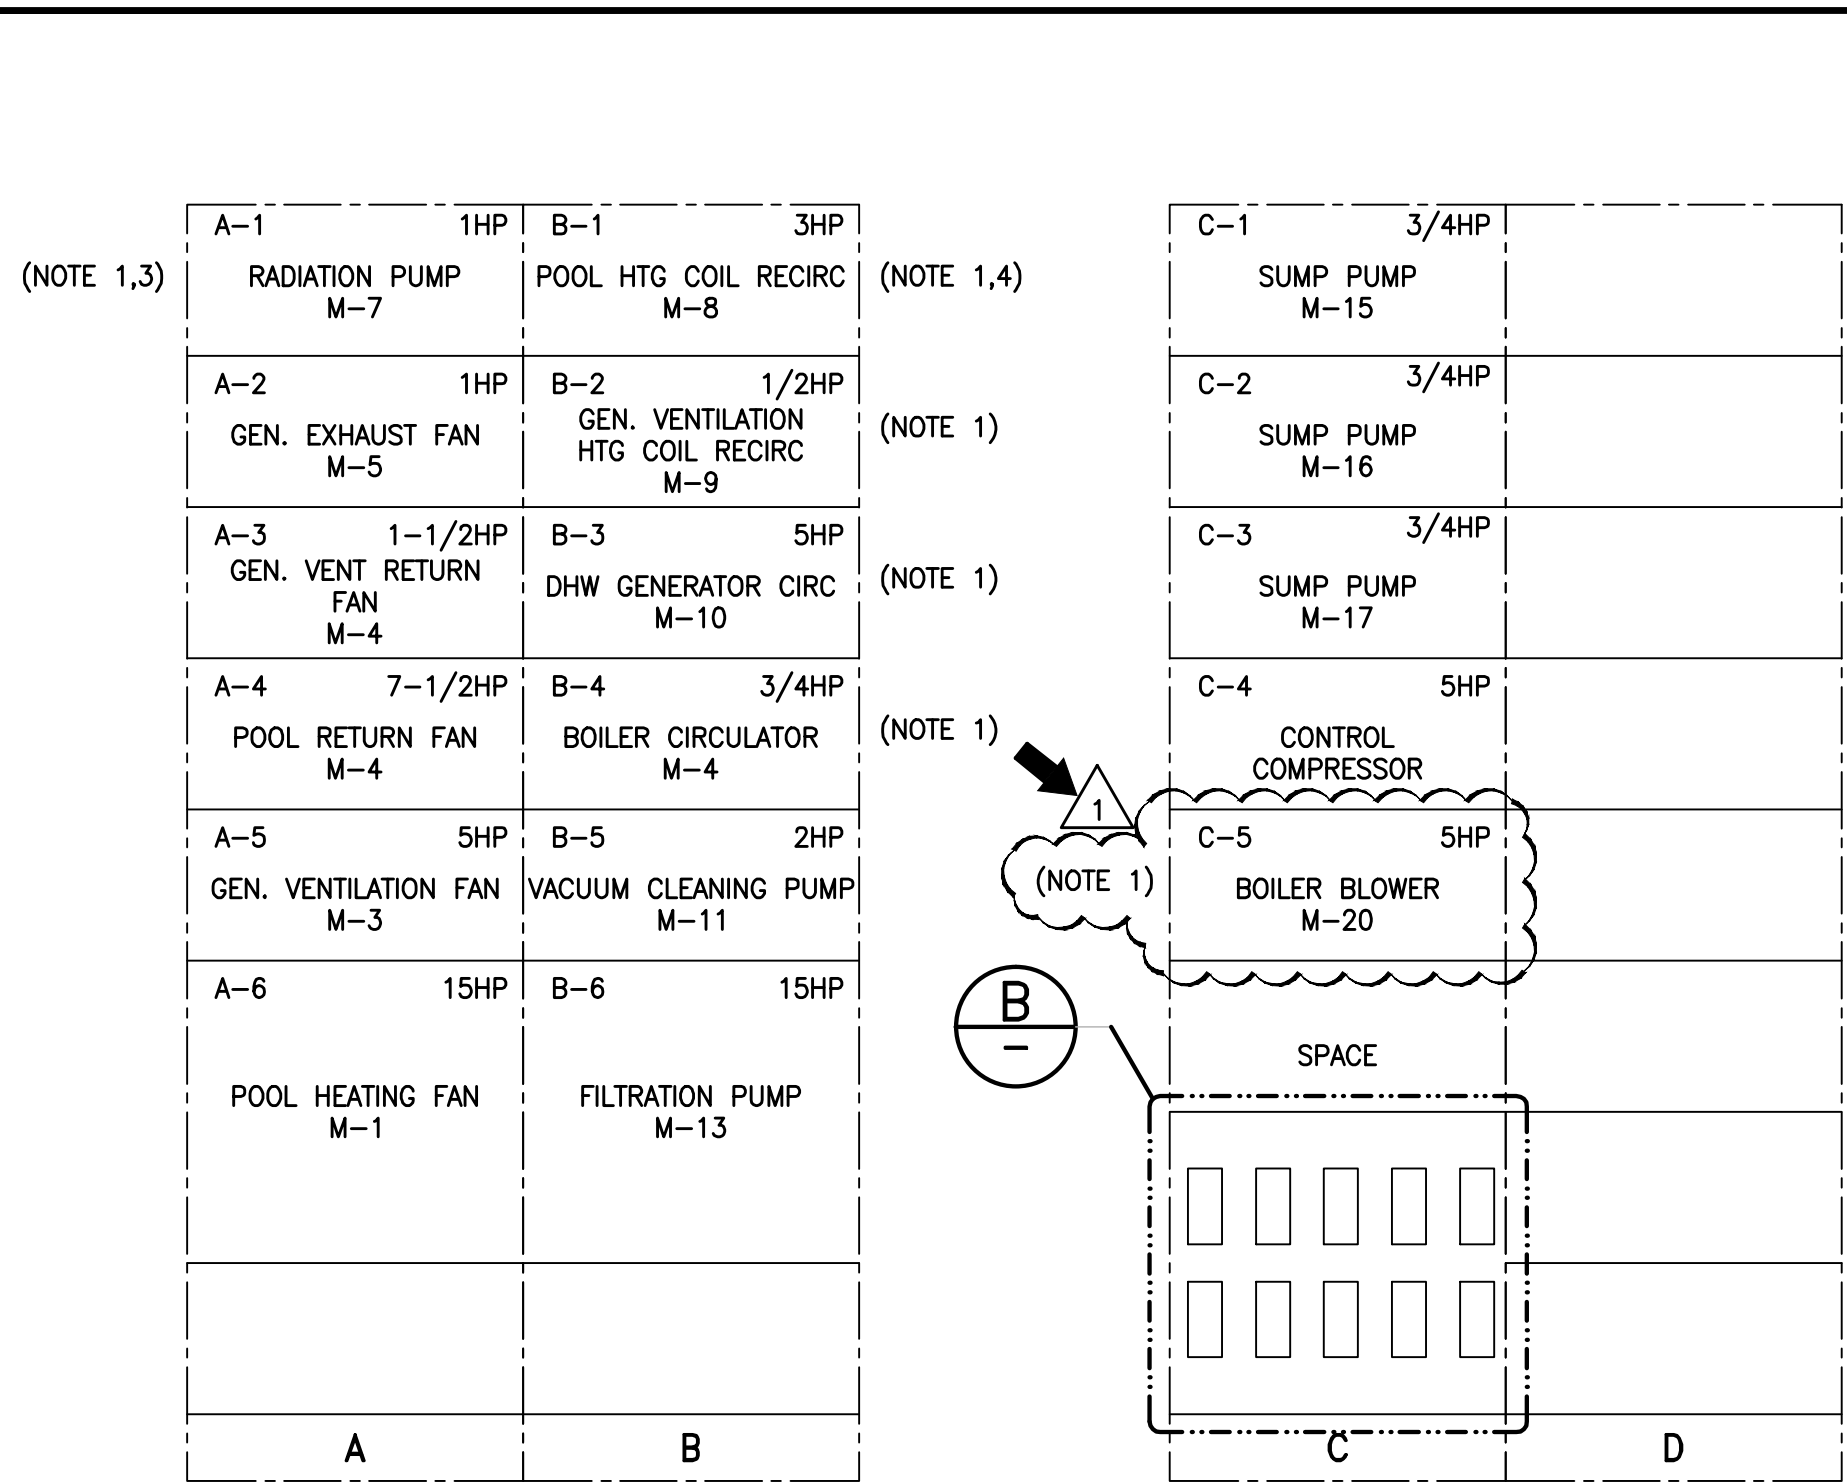 (NOTE 1,3)
A-1 1HP
RADIATION PUMP
M-7
B-1 3HP
POOL HTG COIL RECIRC
M-8
(NOTE 1,4)
A-2 1HP
GEN. EXHAUST FAN
M-5
B-2 1/2HP
GEN. VENTILATION
HTG COIL RECIRC
M-9
(NOTE 1)
A-3 1-1/2HP
GEN. VENT RETURN
FAN
M-4
B-3 5HP
DHW GENERATOR CIRC
M-10
(NOTE 1)
A-4 7-1/2HP
POOL RETURN FAN
M-4
B-4 3/4HP
BOILER CIRCULATOR
M-4
(NOTE 1)
A-5 5HP
GEN. VENTILATION FAN
M-3
B-5 2HP
VACUUM CLEANING PUMP
M-11
A-6 15HP
POOL HEATING FAN
M-1
B-6 15HP
FILTRATION PUMP
M-13
A
B
C-1 3/4HP
SUMP PUMP
M-15
C-2 3/4HP
SUMP PUMP
M-16
C-3 3/4HP
SUMP PUMP
M-17
C-4 5HP
CONTROL
COMPRESSOR
1
(NOTE 1)
C-5 5HP
BOILER BLOWER
M-20
B
-
SPACE
C
D